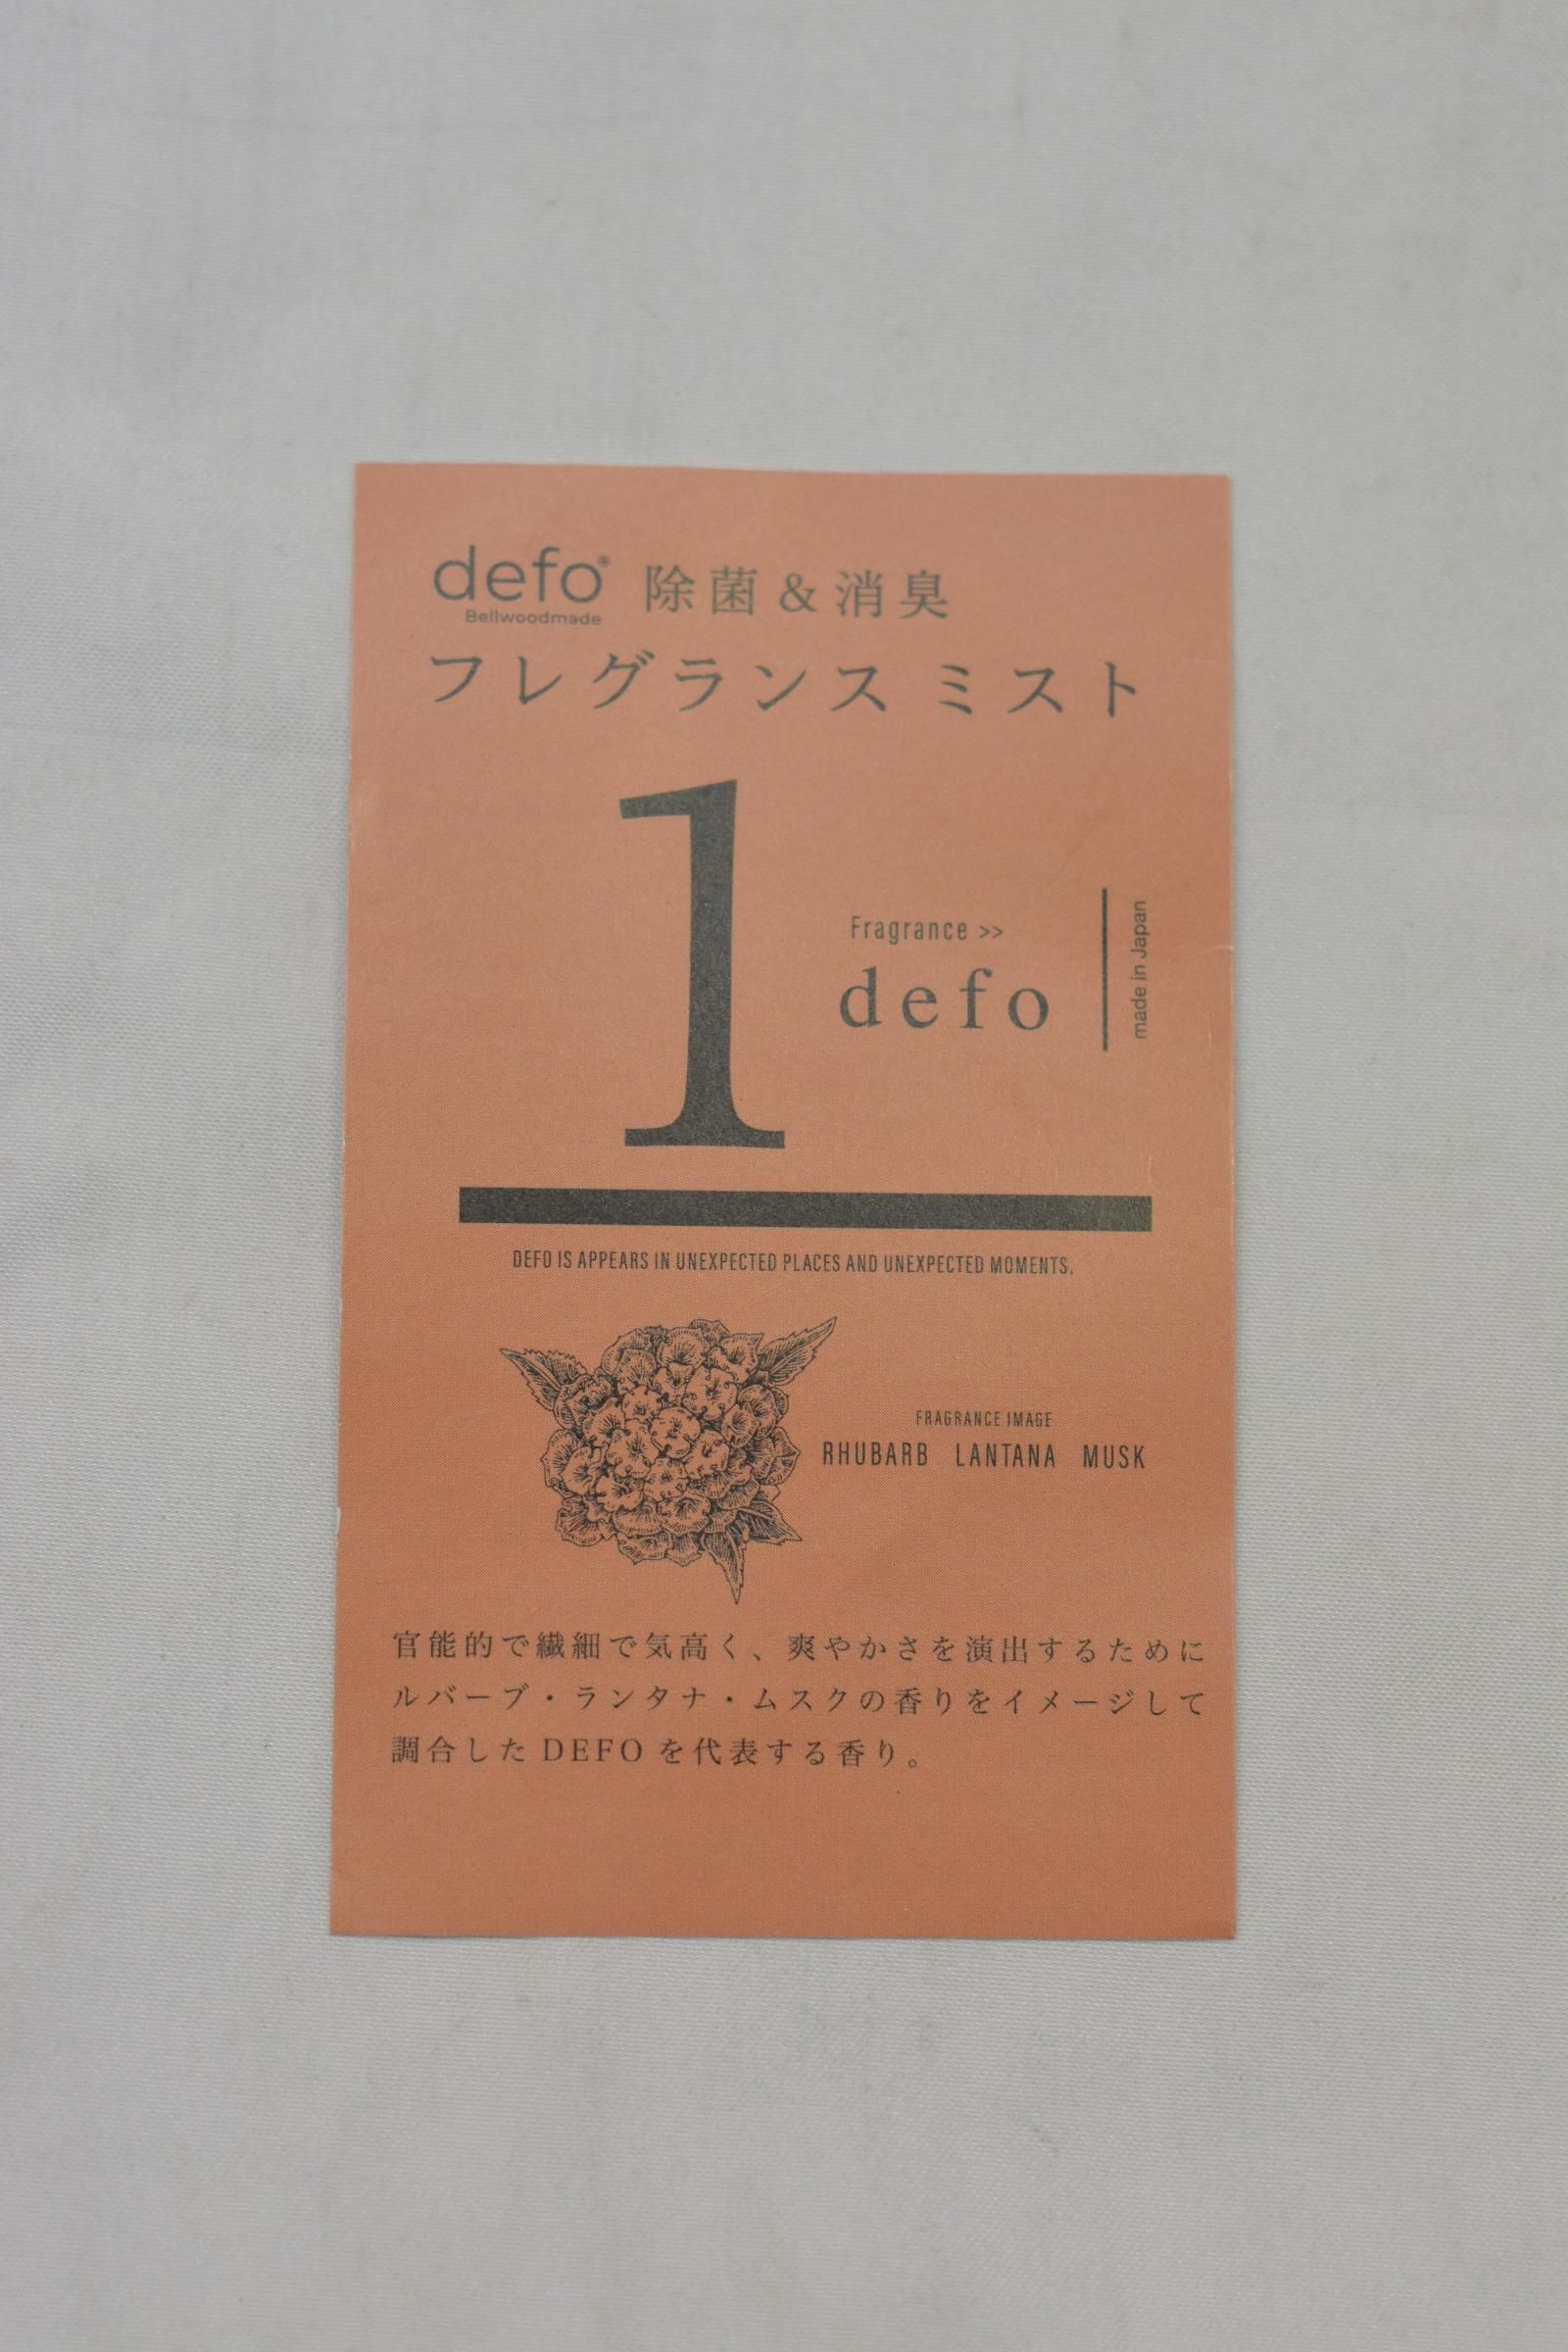 defo® 除菌&消臭
Bellwoodmade
フレグランス ミスト
1
Fragrance >>
defo
made in Japan
DEFO IS APPEARS IN UNEXPECTED PLACES AND UNEXPECTED MOMENTS.
FRAGRANCE IMAGE
RHUBARB LANTANA MUSK
官能的で繊細で気高く、爽やかさを演出するために
ルバーブ・ランタナ・ムスクの香りをイメージして
調合した DEFO を代表する香り。